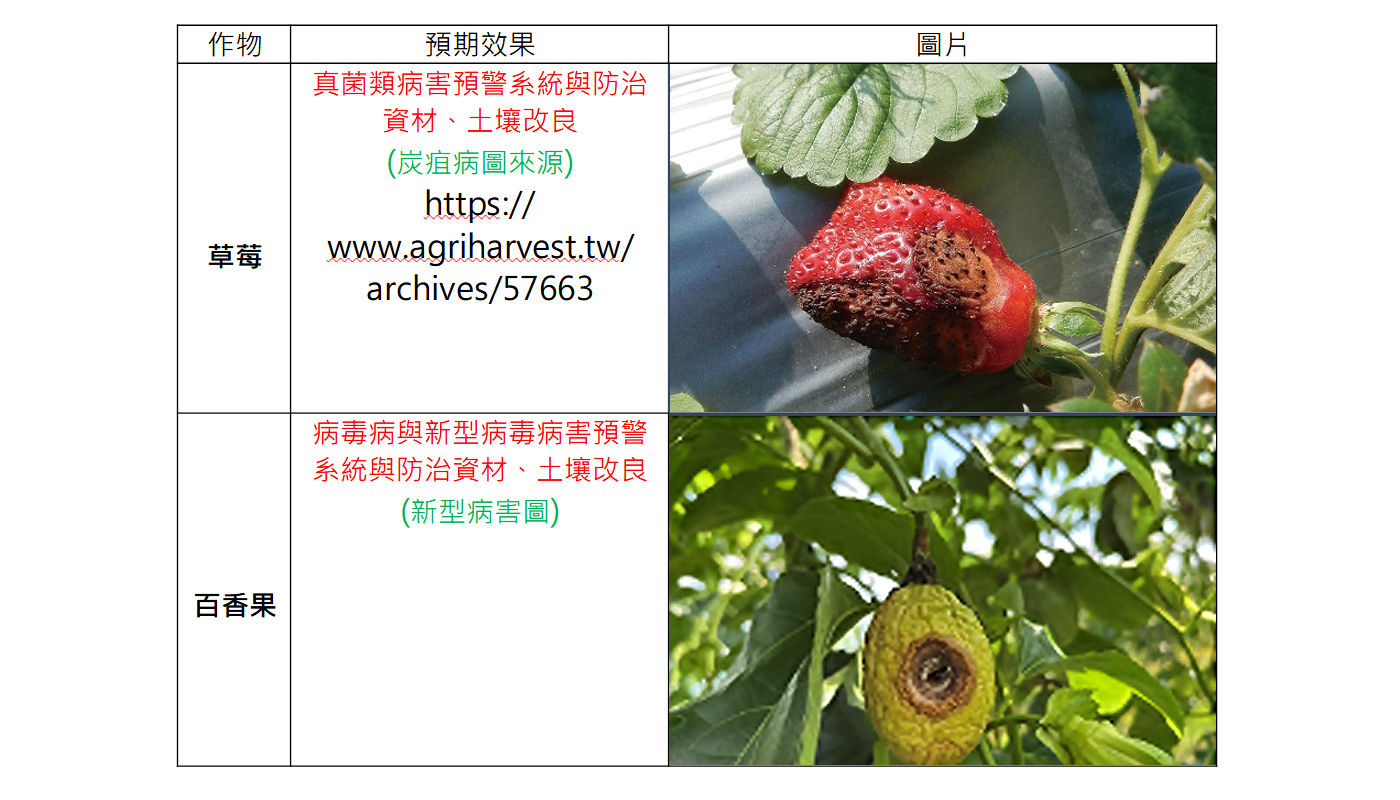 作物
預期效果
圖片
草莓
真菌類病害預警系統與防治
資材、土壤改良
(炭疽病圖來源)
https://
www.agriharvest.tw/
archives/57663
百香果
病毒病與新型病毒病害預警
系統與防治資材、土壤改良
(新型病害圖)